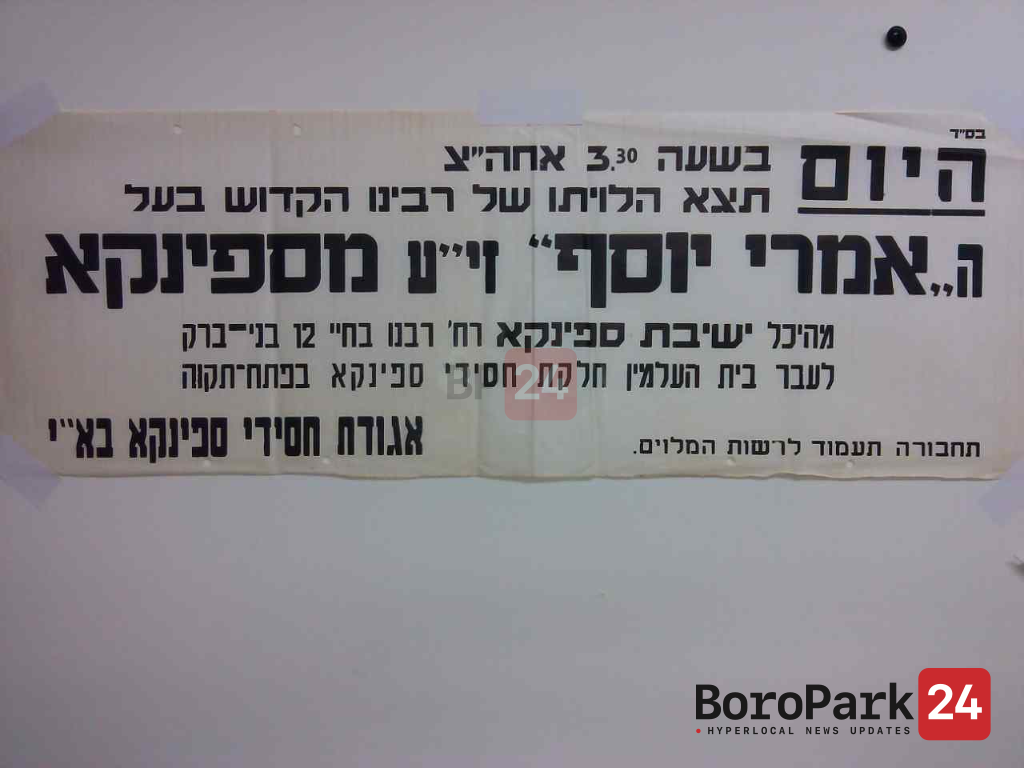 בס"ד
היום
בשעה 3.30 אחה"צ
תצא הלויתו של רבינו הקדוש בעל
ה„אמרי יוסף" זי"ע מספינקא
מהיכל ישיבת ספינקא רח' רבנו בחיי 12 בני־ברק
לעבר בית העלמין חלקת חסידי ספינקא בפתח־תקוה
תחבורה תעמוד לרשות המלוים.
אגודת חסידי ספינקא בא"י
BP 24
BoroPark 24
• HYPERLOCAL NEWS UPDATES